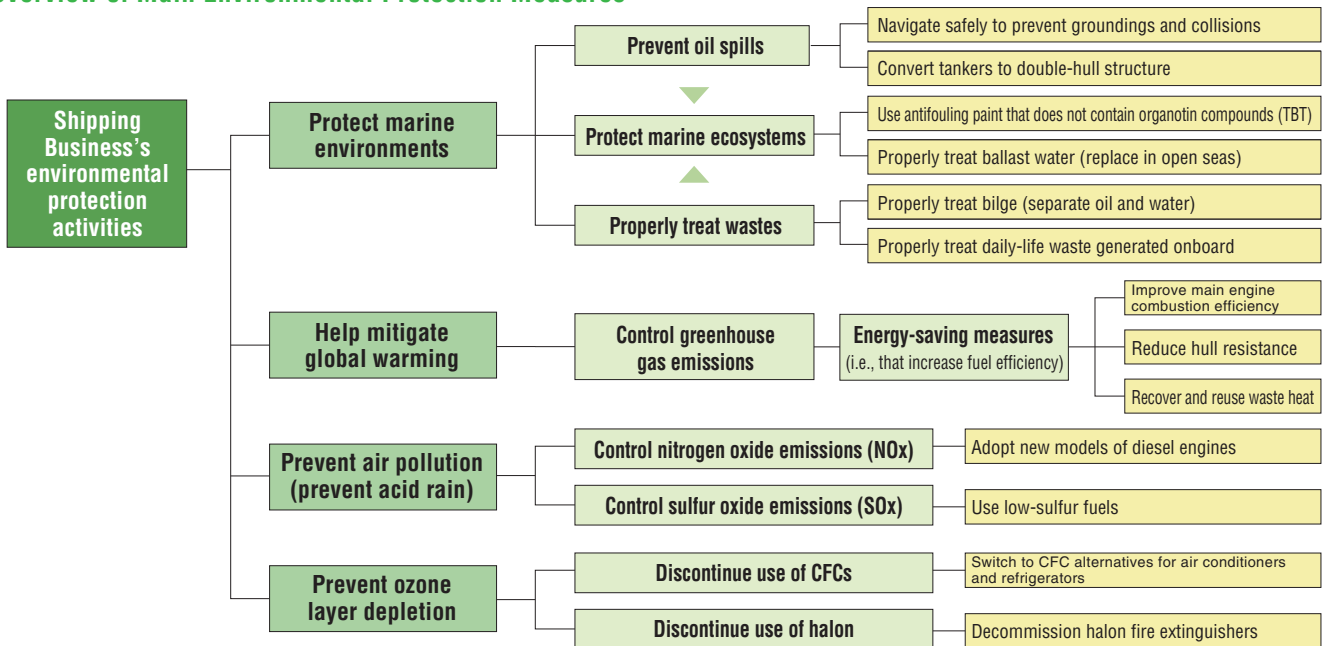 Overview of Main Environmental Protection Measures
Shipping
Business's
environmental
protection
activities
Protect marine
environments
Prevent oil spills
Navigate safely to prevent groundings and collisions
Convert tankers to double-hull structure
Protect marine ecosystems
Use antifouling paint that does not contain organotin compounds (TBT)
Properly treat ballast water (replace in open seas)
Properly treat wastes
Properly treat bilge (separate oil and water)
Properly treat daily-life waste generated onboard
Help mitigate
global warming
Control greenhouse
gas emissions
Energy-saving measures
(i.e., that increase fuel efficiency)
Improve main engine
combustion efficiency
Reduce hull resistance
Recover and reuse waste heat
Prevent air pollution
(prevent acid rain)
Control nitrogen oxide emissions (NOx)
Adopt new models of diesel engines
Control sulfur oxide emissions (SOx)
Use low-sulfur fuels
Prevent ozone
layer depletion
Discontinue use of CFCs
Switch to CFC alternatives for air conditioners
and refrigerators
Discontinue use of halon
Decommission halon fire extinguishers